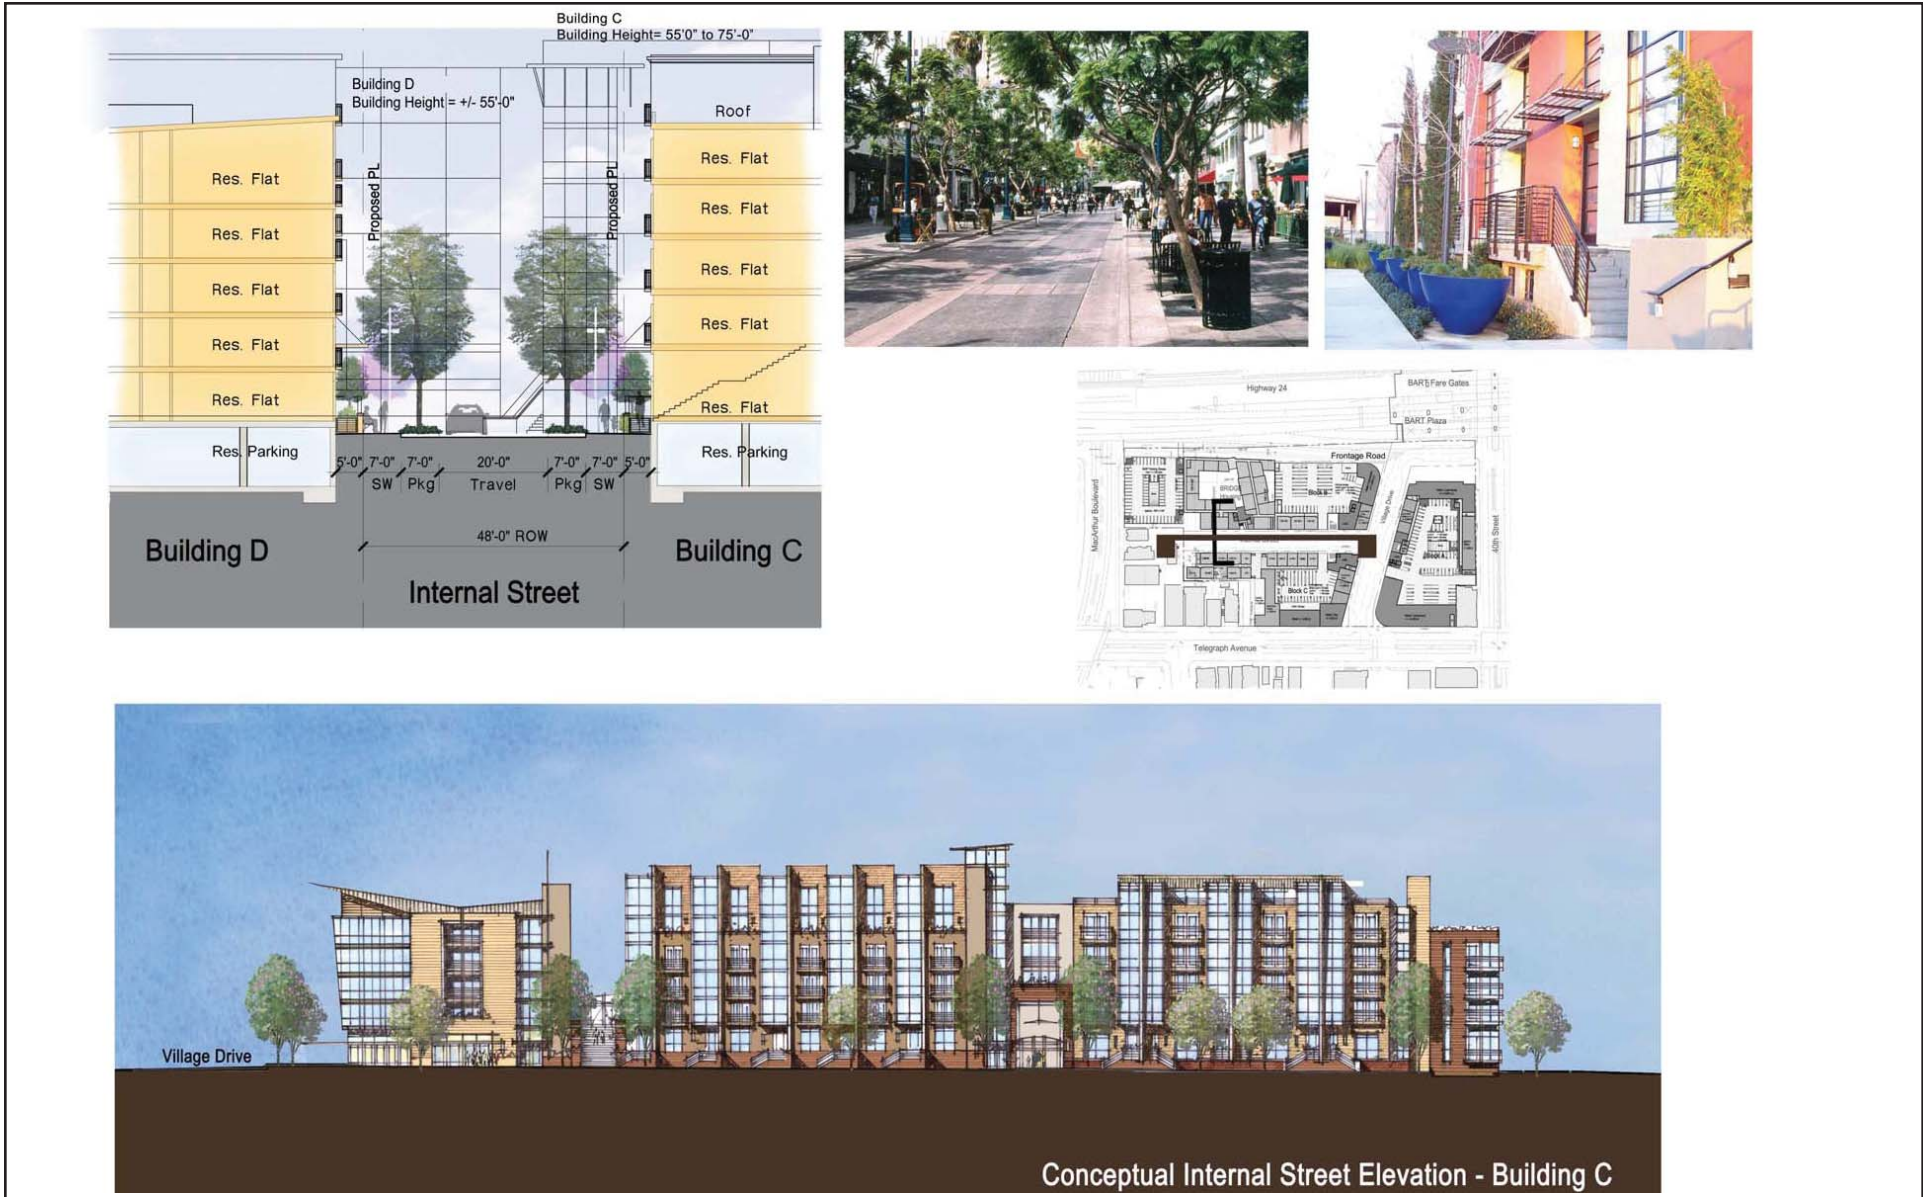 Building C
Building Height= 55'0" to 75'-0"
Building D
Building Height = +/- 55'-0"
Roof
Res. Flat
Res. Flat
Res. Flat
Res. Flat
Res. Flat
Res. Parking
Proposed PL
Proposed PL
Res. Flat
Res. Flat
Res. Flat
Res. Flat
Res. Flat
Res. Parking
5'-0" 7'-0" 7'-0" 20'-0" 7'-0" 7'-0" 5'-0"
SW Pkg Travel Pkg SW
48'-0" ROW
Building D
Building C
Internal Street
Highway 24
BART Fare Gates
BART Plaza
Frontage Road
MacArthur Boulevard
BRIDGE
Housing
Block B
Village Drive
40th Street
Block C
Telegraph Avenue
Village Drive
Conceptual Internal Street Elevation - Building C